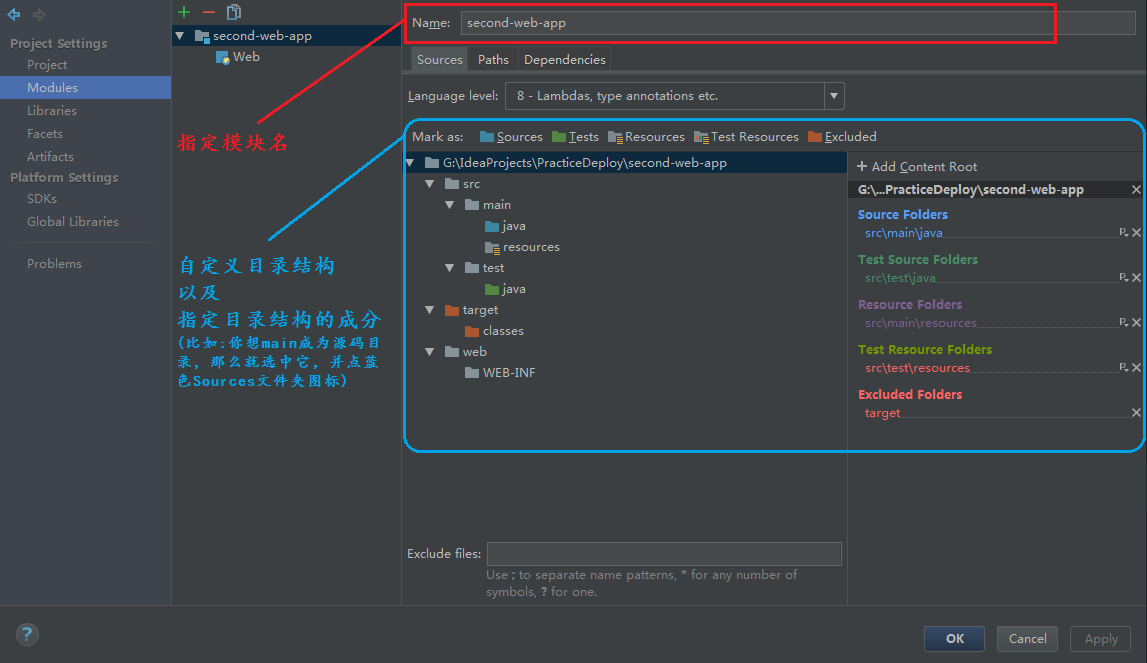 Name: second-web-app
Project Settings
Project
Modules
Libraries
Facets
Artifacts
Platform Settings
SDKs
Global Libraries
Problems
second-web-app
Web
指定模块名
自定义目录结构
以及
指定目录结构的成分
(比如:你想main成为源码目
录，那么就选中它，并点蓝
色Sources文件夹图标)
Sources Paths Dependencies
Language level: 8 - Lambdas, type annotations etc.
Mark as: Sources Tests Resources Test Resources Excluded
G:\IdeaProjects\PracticeDeploy\second-web-app
src
main
java
resources
test
java
target
classes
web
WEB-INF
+ Add Content Root
G:\...PracticeDeploy\second-web-app
Source Folders
src\main\java
Test Source Folders
src\test\java
Resource Folders
src\main\resources
Test Resource Folders
src\test\resources
Excluded Folders
target
Exclude files:
Use ; to separate name patterns, * for any number of
symbols, ? for one.
?
OK Cancel Apply